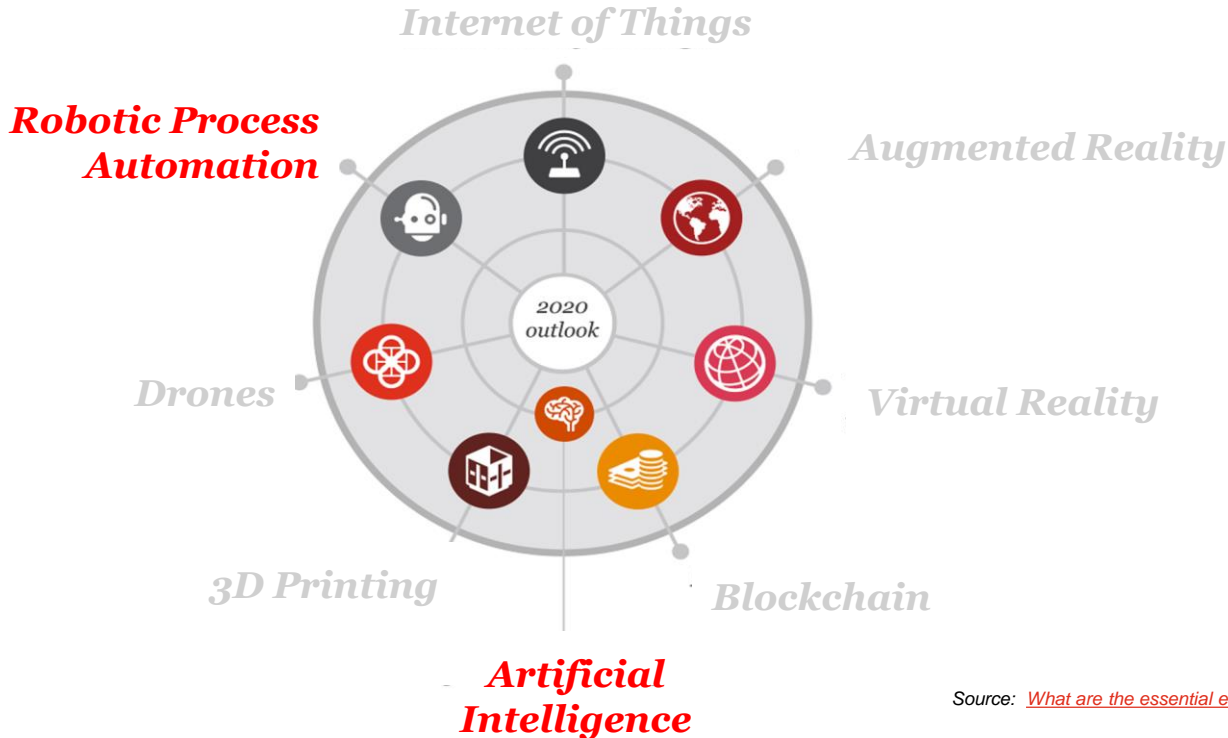 Internet of Things
Robotic Process
Automation
Augmented Reality
2020
outlook
Drones
Virtual Reality
3D Printing
Blockchain
Artificial
Intelligence
Source: What are the essential e